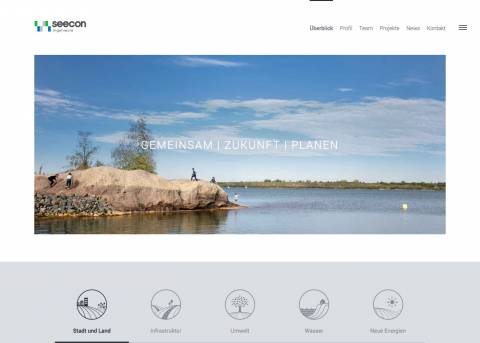 seecon
Ingenieure
Überblick Profil Team Projekte News Kontakt
GEMEINSAM | ZUKUNFT | PLANEN
Stadt und Land Infrastruktur Umwelt Wasser Neue Energien